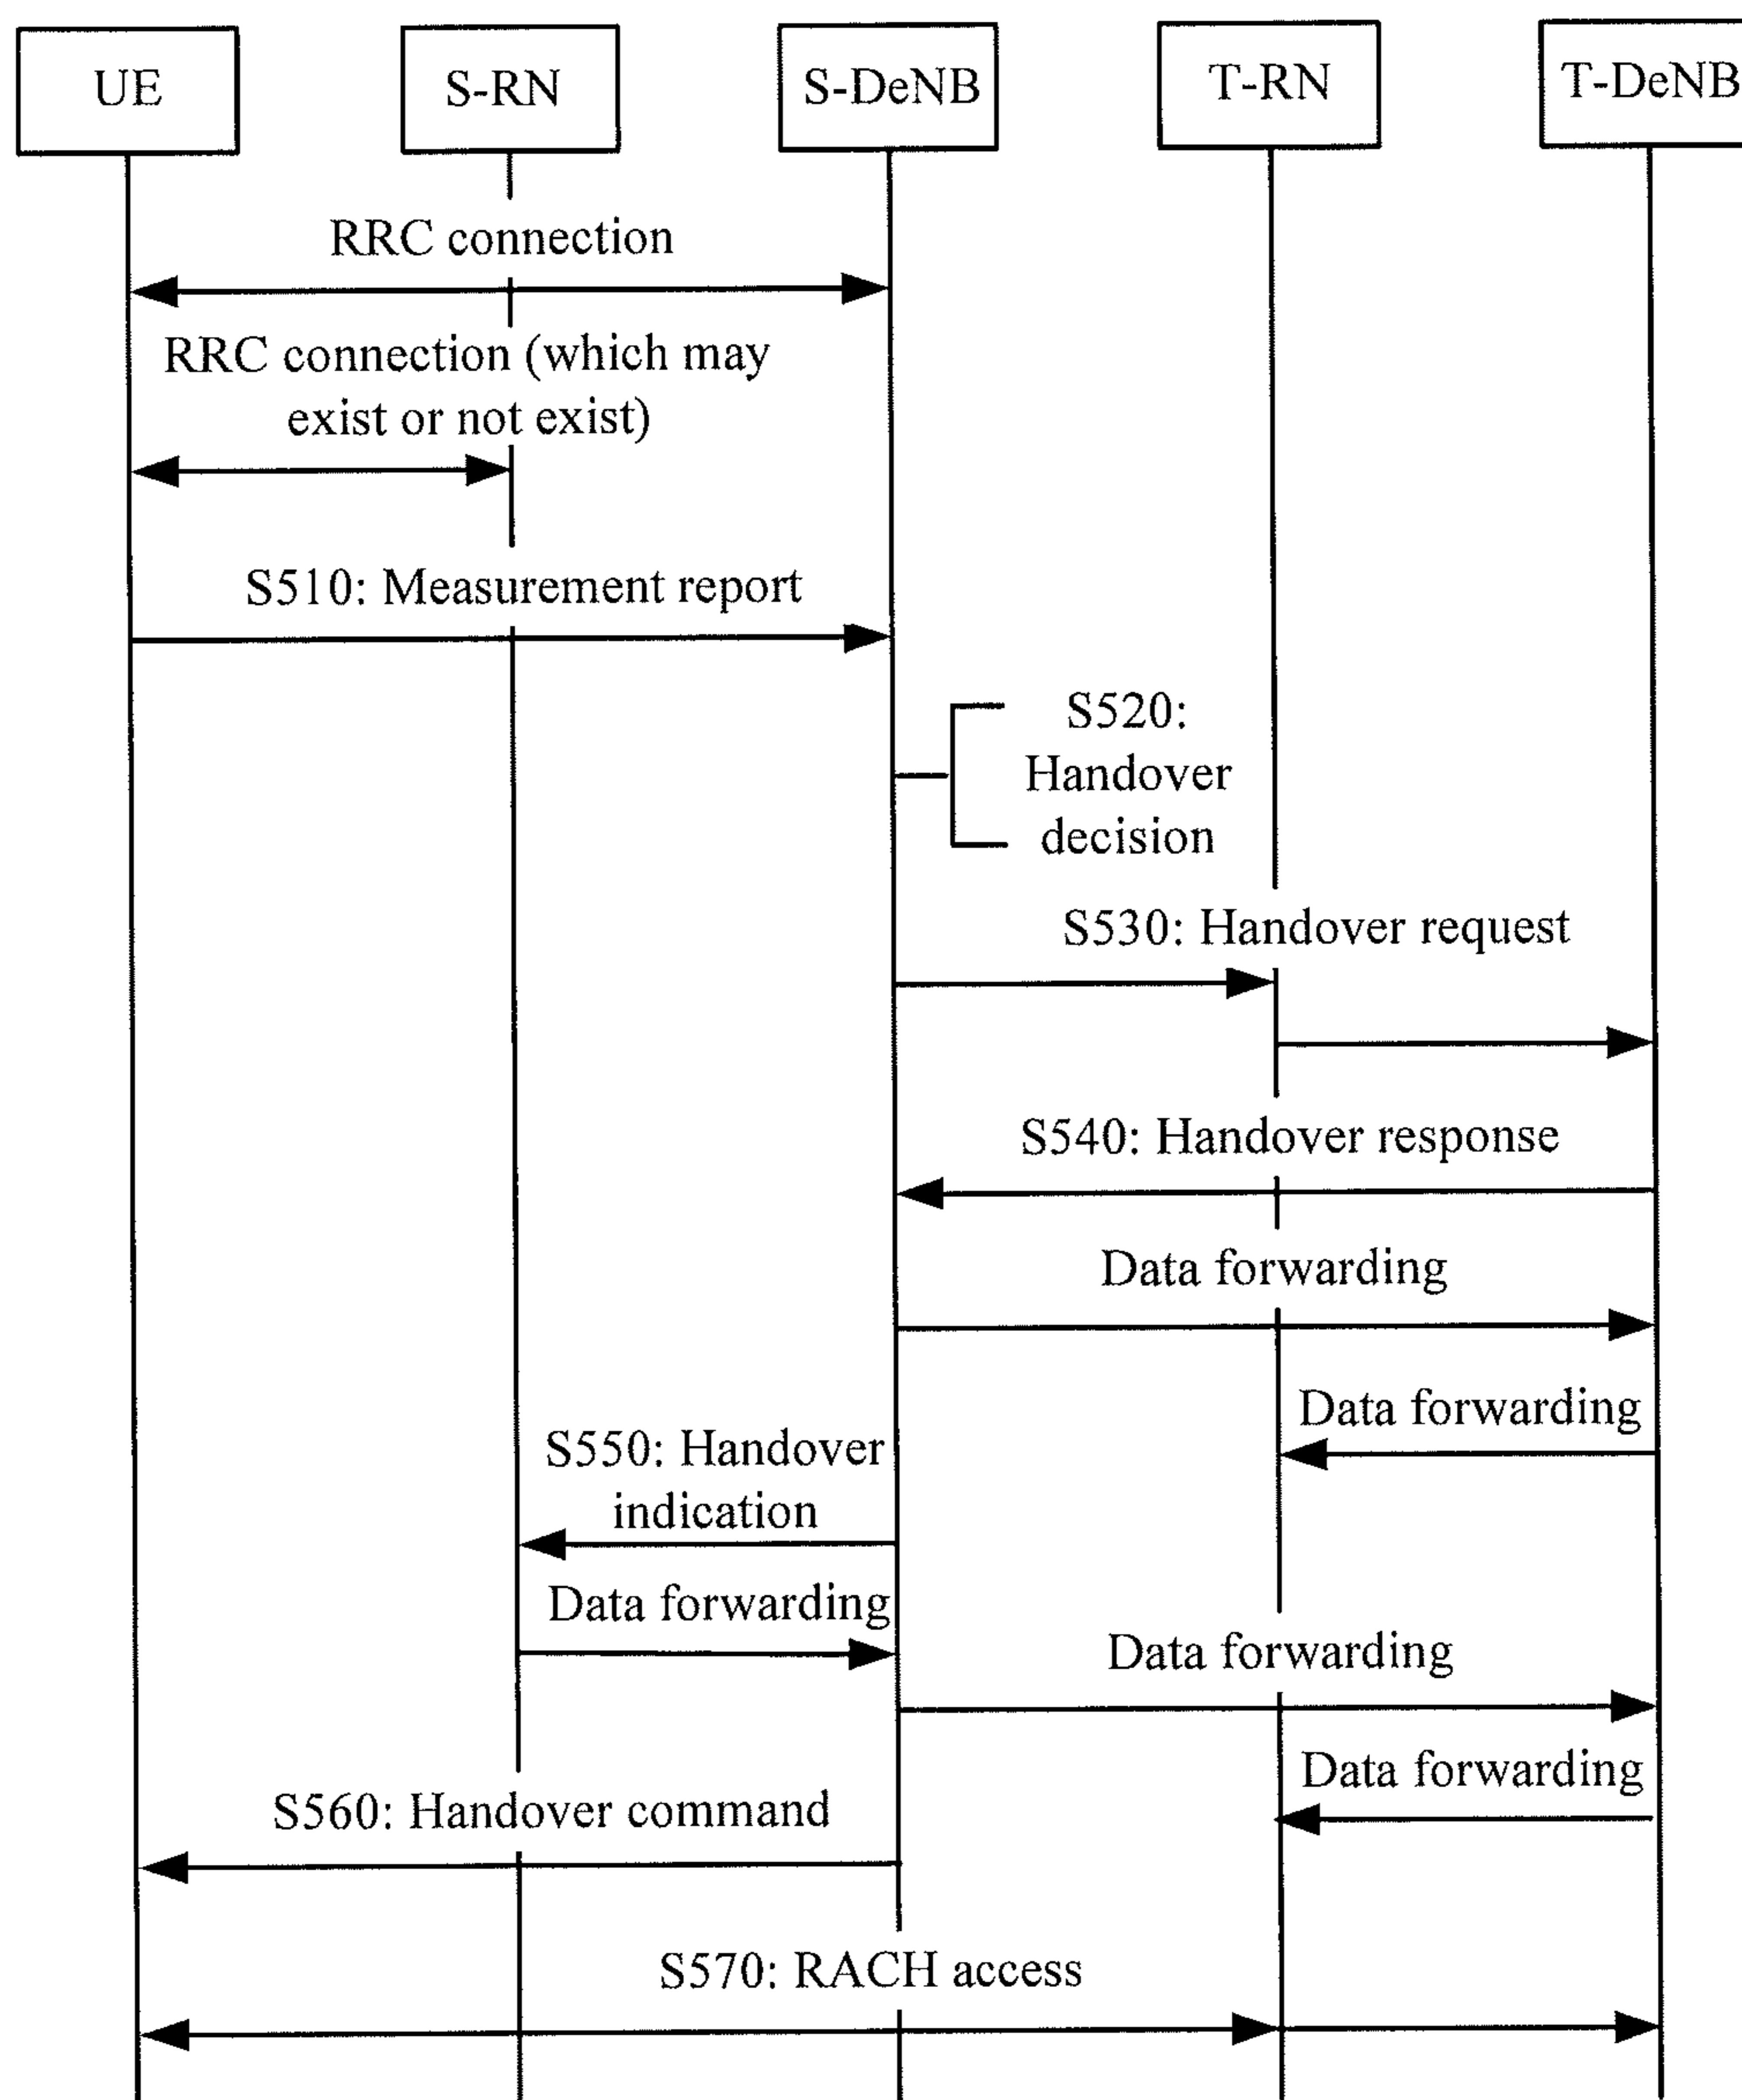 UE
S-RN
S-DeNB
T-RN
T-DeNB
RRC connection
RRC connection (which may
exist or not exist)
S510: Measurement report
S520:
Handover
decision
S530: Handover request
S540: Handover response
Data forwarding
Data forwarding
S550: Handover
indication
Data forwarding
Data forwarding
Data forwarding
S560: Handover command
S570: RACH access